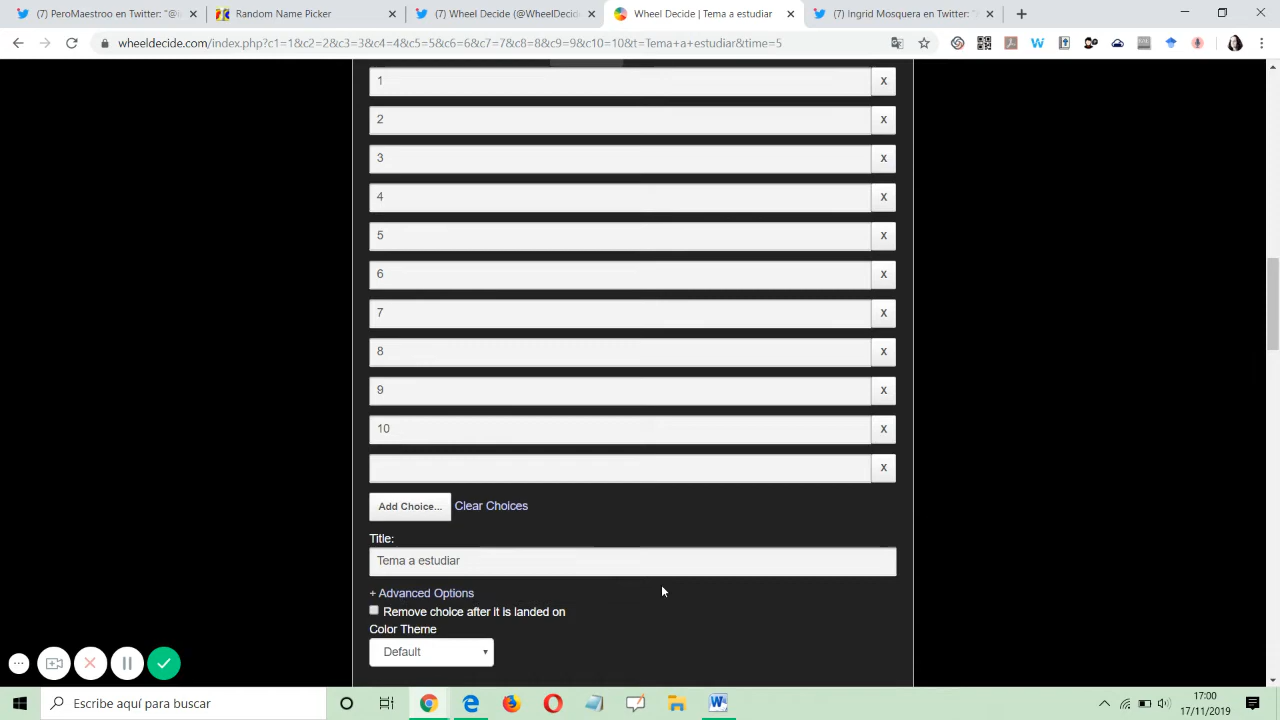 (7) PeroMaestroo en Twitter: "@
Random Name Picker
(7) Wheel Decide (@WheelDecide
Wheel Decide | Tema a estudiar
(7) Ingrid Mosquera en Twitter: "
wheeldecide.com/index.php?c1=1&c2=2&c3=3&c4=4&c5=5&c6=6&c7=7&c8=8&c9=9&c10=10&t=Tema+a+estudiar&time=5
1 X
2 X
3 X
4 X
5 X
6 X
7 X
8 X
9 X
10 X
X
Add Choice... Clear Choices
Title:
Tema a estudiar
+ Advanced Options
Remove choice after it is landed on
Color Theme
Default
Escribe aquí para buscar
17:00
17/11/2019